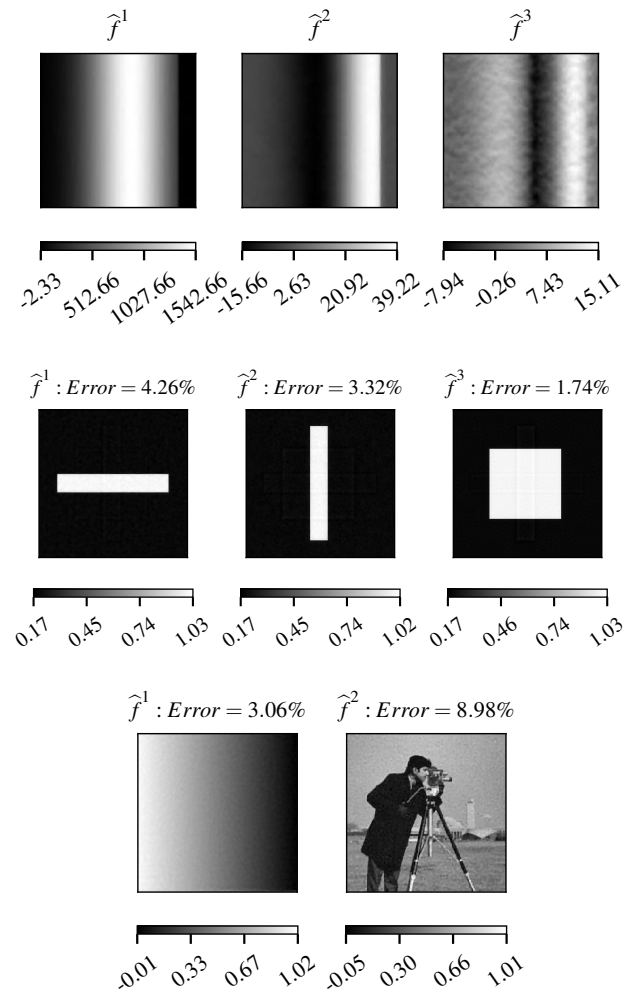 f̂¹ f̂² f̂³
-2.33 512.66 1027.66 1542.66 -15.66 2.63 20.92 39.22 -7.94 -0.26 7.43 15.11
f̂¹ : Error = 4.26% f̂² : Error = 3.32% f̂³ : Error = 1.74%
0.17 0.45 0.74 1.03 0.17 0.45 0.74 1.02 0.17 0.46 0.74 1.03
f̂¹ : Error = 3.06% f̂² : Error = 8.98%
-0.01 0.33 0.67 1.02 -0.05 0.30 0.66 1.01